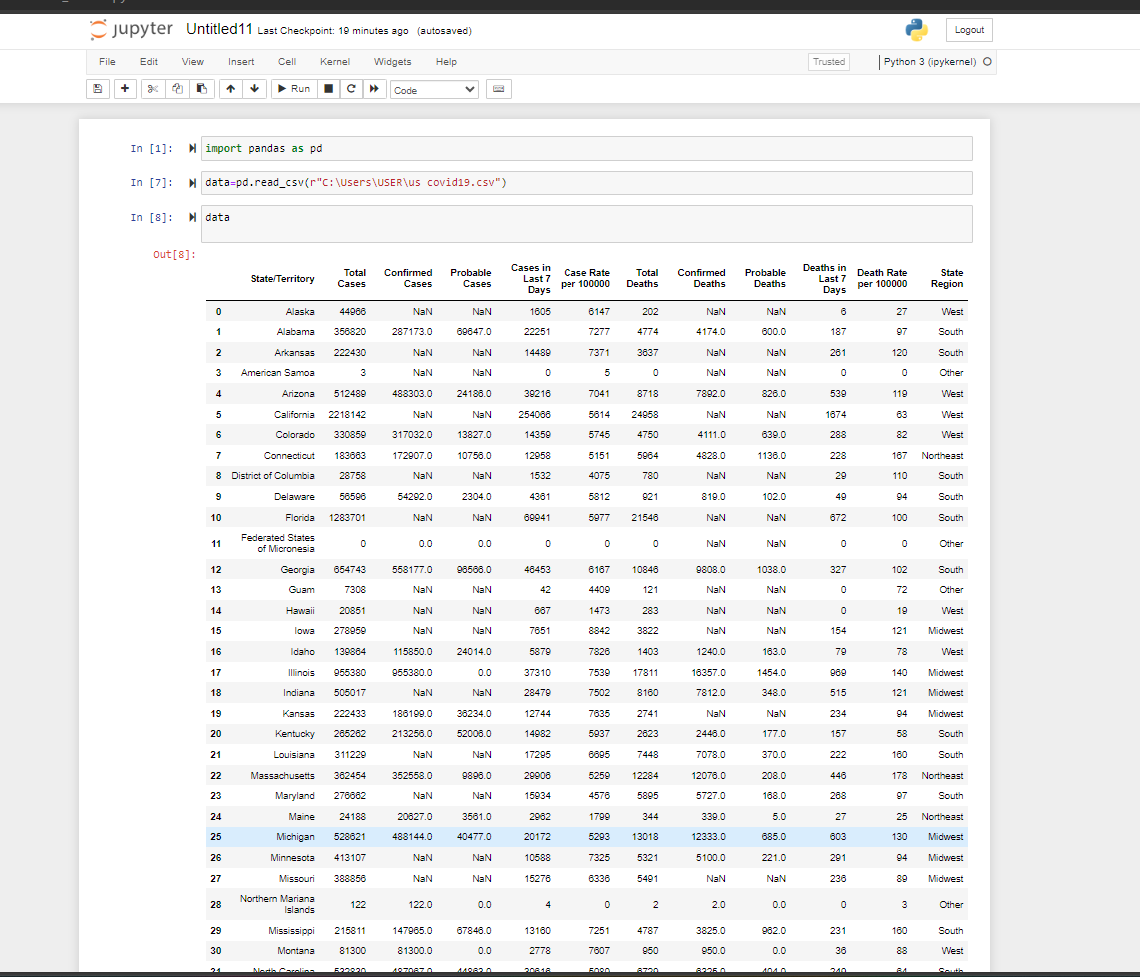 jupyter Untitled11 Last Checkpoint: 19 minutes ago (autosaved) Logout
File Edit View Insert Cell Kernel Widgets Help Trusted Python 3 (ipykernel)
Run Code
In [1]: import pandas as pd
In [7]: data=pd.read_csv(r"C:\Users\USER\us covid19.csv")
In [8]: data
Out[8]:
State/Territory Total Cases Confirmed Cases Probable Cases Cases in Last 7 Days Case Rate per 100000 Total Deaths Confirmed Deaths Probable Deaths Deaths in Last 7 Days Death Rate per 100000 State Region
0 Alaska 44966 NaN NaN 1605 6147 202 NaN NaN 6 27 West
1 Alabama 356820 287173.0 69647.0 22251 7277 4774 4174.0 600.0 187 97 South
2 Arkansas 222430 NaN NaN 14489 7371 3637 NaN NaN 261 120 South
3 American Samoa 3 NaN NaN 0 5 0 NaN NaN 0 0 Other
4 Arizona 512489 488303.0 24186.0 39216 7041 8718 7892.0 826.0 539 119 West
5 California 2218142 NaN NaN 254066 5614 24958 NaN NaN 1674 63 West
6 Colorado 330859 317032.0 13827.0 14359 5745 4750 4111.0 639.0 288 82 West
7 Connecticut 183663 172907.0 10756.0 12958 5151 5964 4828.0 1136.0 228 167 Northeast
8 District of Columbia 28758 NaN NaN 1532 4075 780 NaN NaN 29 110 South
9 Delaware 56596 54292.0 2304.0 4361 5812 921 819.0 102.0 49 94 South
10 Florida 1283701 NaN NaN 69941 5977 21546 NaN NaN 672 100 South
11 Federated States of Micronesia 0 0.0 0.0 0 0 0 NaN NaN 0 0 Other
12 Georgia 654743 558177.0 96566.0 46453 6167 10846 9808.0 1038.0 327 102 South
13 Guam 7308 NaN NaN 42 4409 121 NaN NaN 0 72 Other
14 Hawaii 20851 NaN NaN 667 1473 283 NaN NaN 0 19 West
15 Iowa 278959 NaN NaN 7651 8842 3822 NaN NaN 154 121 Midwest
16 Idaho 139864 115850.0 24014.0 5879 7826 1403 1240.0 163.0 79 78 West
17 Illinois 955380 955380.0 0.0 37310 7539 17811 16357.0 1454.0 969 140 Midwest
18 Indiana 505017 NaN NaN 28479 7502 8160 7812.0 348.0 515 121 Midwest
19 Kansas 222433 186199.0 36234.0 12744 7635 2741 NaN NaN 234 94 Midwest
20 Kentucky 265262 213256.0 52006.0 14982 5937 2623 2446.0 177.0 157 58 South
21 Louisiana 311229 NaN NaN 17295 6695 7448 7078.0 370.0 222 160 South
22 Massachusetts 362454 352558.0 9896.0 29906 5259 12284 12076.0 208.0 446 178 Northeast
23 Maryland 276662 NaN NaN 15934 4576 5895 5727.0 168.0 268 97 South
24 Maine 24188 20627.0 3561.0 2962 1799 344 339.0 5.0 27 25 Northeast
25 Michigan 528621 488144.0 40477.0 20172 5293 13018 12333.0 685.0 603 130 Midwest
26 Minnesota 413107 NaN NaN 10588 7325 5321 5100.0 221.0 291 94 Midwest
27 Missouri 388856 NaN NaN 15276 6336 5491 NaN NaN 236 89 Midwest
28 Northern Mariana Islands 122 122.0 0.0 4 0 2 2.0 0.0 0 3 Other
29 Mississippi 215811 147965.0 67846.0 13160 7251 4787 3825.0 962.0 231 160 South
30 Montana 81300 81300.0 0.0 2778 7607 950 950.0 0.0 36 88 West
31 North Carolina